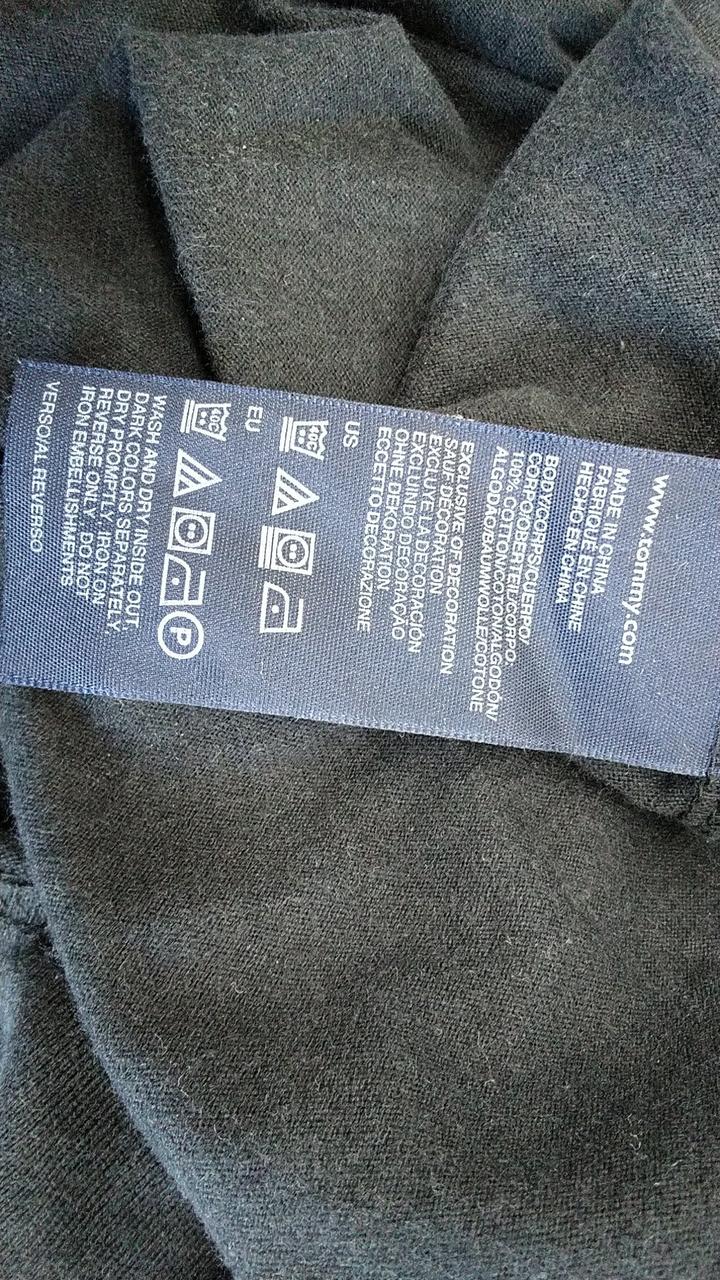 www.tommy.com
MADE IN CHINA
FABRIQUÉ EN CHINE
HECHO EN CHINA
BODY/CORPS/CUERPO/
CORPO/OBERTEIL/CORPO.
100% COTTON/COTON/ALGODÓN/
ALGODÃO/BAUMWOLLE/COTONE
EXCLUSIVE OF DECORATION
SAUF DÉCORATION
EXCLUYE LA DECORACIÓN
EXCLUINDO DECORAÇÃO
OHNE DEKORATION
ECCETTO DECORAZIONE
US
40C
EU
40C
P
WASH AND DRY INSIDE OUT.
DARK COLORS SEPARATELY,
DRY PROMPTLY, IRON ON
REVERSE ONLY, DO NOT
IRON EMBELLISHMENTS.
VERSO/AL REVERSO